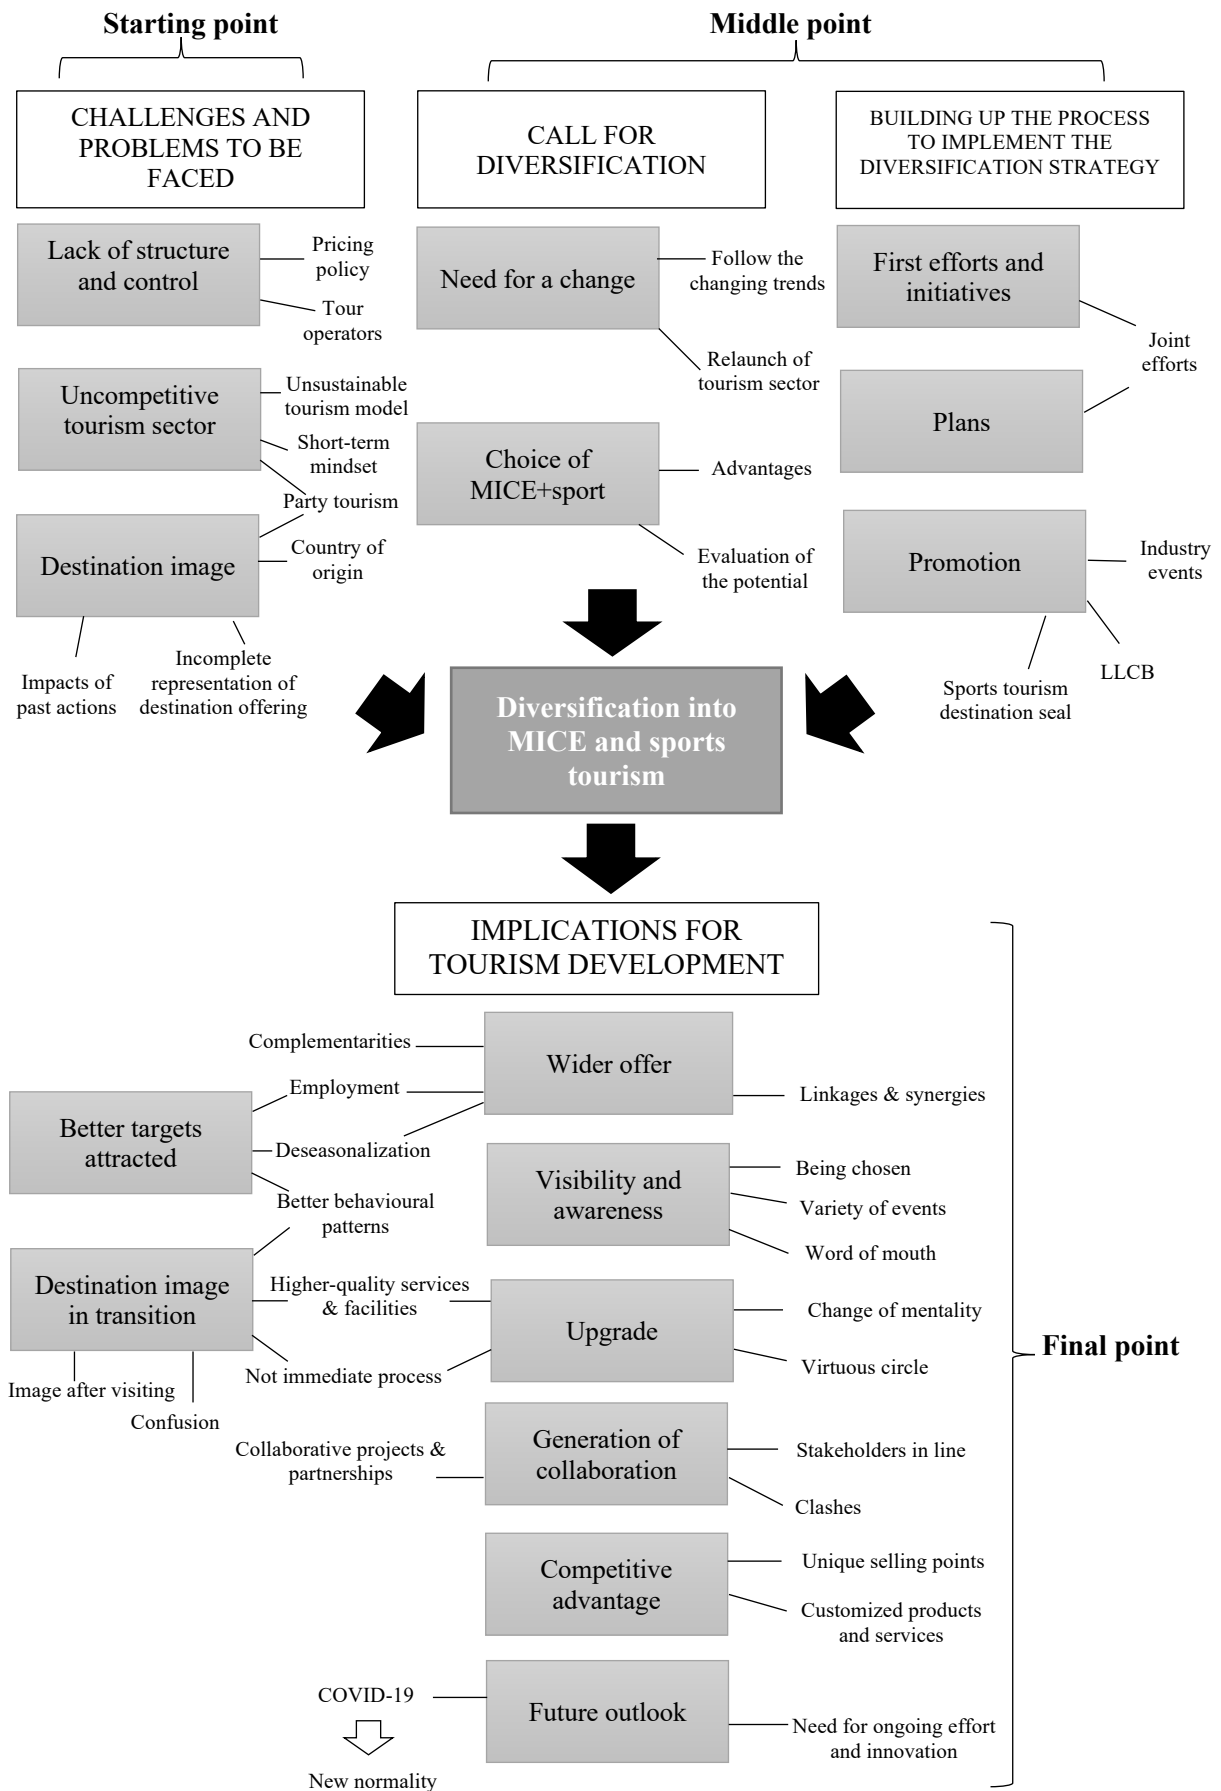 Starting point
Middle point
CHALLENGES AND
PROBLEMS TO BE
FACED
CALL FOR
DIVERSIFICATION
BUILDING UP THE PROCESS
TO IMPLEMENT THE
DIVERSIFICATION STRATEGY
Lack of structure
and control
Pricing
policy
Tour
operators
Uncompetitive
tourism sector
Unsustainable
tourism model
Short-term
mindset
Party tourism
Destination image
Country of
origin
Impacts of
past actions
Incomplete
representation of
destination offering
Need for a change
Follow the
changing trends
Relaunch of
tourism sector
Choice of
MICE+sport
Advantages
Evaluation of
the potential
First efforts and
initiatives
Joint
efforts
Plans
Promotion
Industry
events
LLCB
Sports tourism
destination seal
Diversification into
MICE and sports
tourism
IMPLICATIONS FOR
TOURISM DEVELOPMENT
Complementarities
Wider offer
Employment
Linkages & synergies
Better targets
attracted
Deseasonalization
Visibility and
awareness
Being chosen
Variety of events
Word of mouth
Better behavioural
patterns
Destination image
in transition
Higher-quality services
& facilities
Upgrade
Change of mentality
Virtuous circle
Not immediate process
Image after visiting
Confusion
Final point
Collaborative projects &
partnerships
Generation of
collaboration
Stakeholders in line
Clashes
Competitive
advantage
Unique selling points
Customized products
and services
COVID-19
Future outlook
Need for ongoing effort
and innovation
New normality